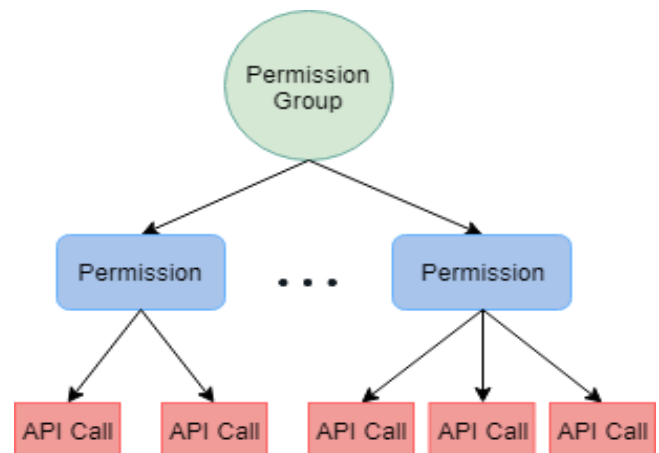 Permission
Group
Permission
...
Permission
API Call
API Call
API Call
API Call
API Call